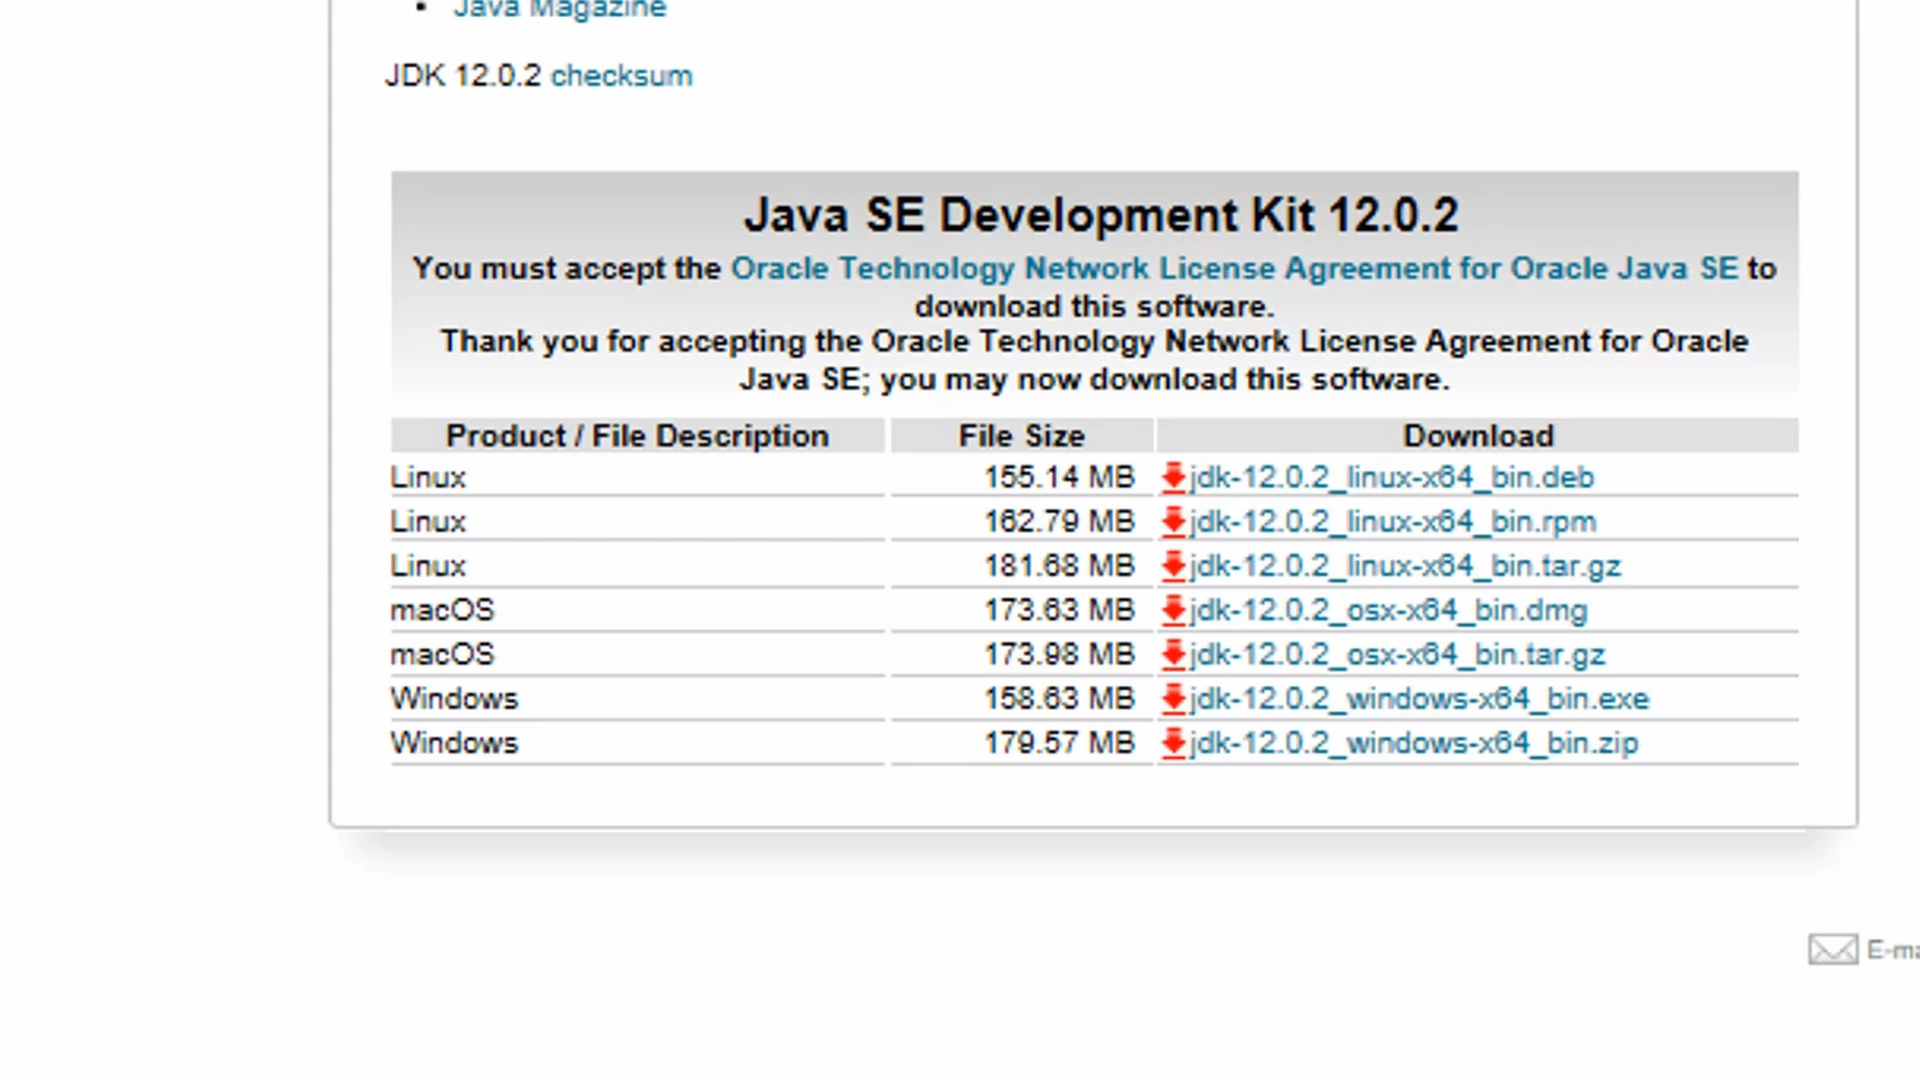 Java Magazine
JDK 12.0.2 checksum
Java SE Development Kit 12.0.2
You must accept the Oracle Technology Network License Agreement for Oracle Java SE to
download this software.
Thank you for accepting the Oracle Technology Network License Agreement for Oracle
Java SE; you may now download this software.
Product / File Description File Size Download
Linux 155.14 MB jdk-12.0.2_linux-x64_bin.deb
Linux 162.79 MB jdk-12.0.2_linux-x64_bin.rpm
Linux 181.68 MB jdk-12.0.2_linux-x64_bin.tar.gz
macOS 173.63 MB jdk-12.0.2_osx-x64_bin.dmg
macOS 173.98 MB jdk-12.0.2_osx-x64_bin.tar.gz
Windows 158.63 MB jdk-12.0.2_windows-x64_bin.exe
Windows 179.57 MB jdk-12.0.2_windows-x64_bin.zip